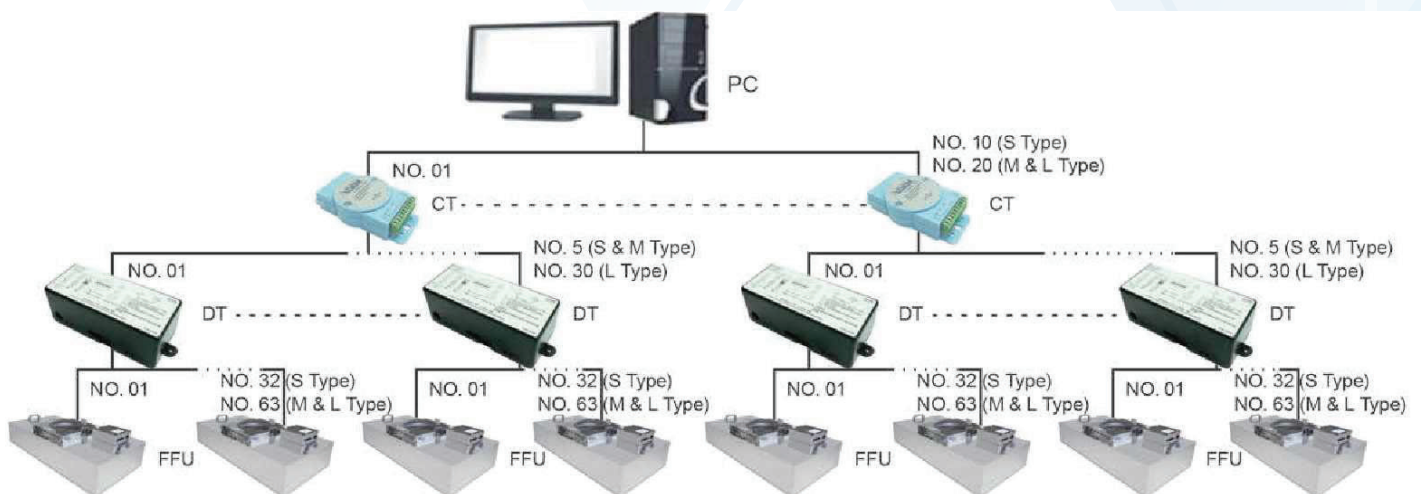 PC
NO. 10 (S Type)
NO. 20 (M & L Type)
NO. 01
CT
CT
NO. 5 (S & M Type)
NO. 30 (L Type)
NO. 01
DT
DT
NO. 5 (S & M Type)
NO. 30 (L Type)
NO. 01
DT
DT
NO. 01
NO. 32 (S Type)
NO. 63 (M & L Type)
NO. 01
NO. 32 (S Type)
NO. 63 (M & L Type)
NO. 01
NO. 32 (S Type)
NO. 63 (M & L Type)
NO. 01
NO. 32 (S Type)
NO. 63 (M & L Type)
FFU
FFU
FFU
FFU